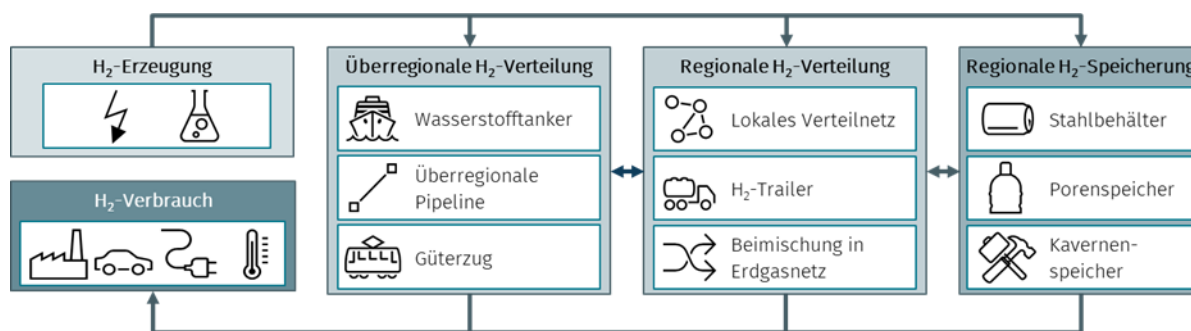 H₂-Erzeugung
H₂-Verbrauch
Überregionale H₂-Verteilung
Wasserstofftanker
Überregionale
Pipeline
Güterzug
Regionale H₂-Verteilung
Lokales Verteilnetz
H₂-Trailer
Beimischung in
Erdgasnetz
Regionale H₂-Speicherung
Stahlbehälter
Porenspeicher
Kavernen-
speicher